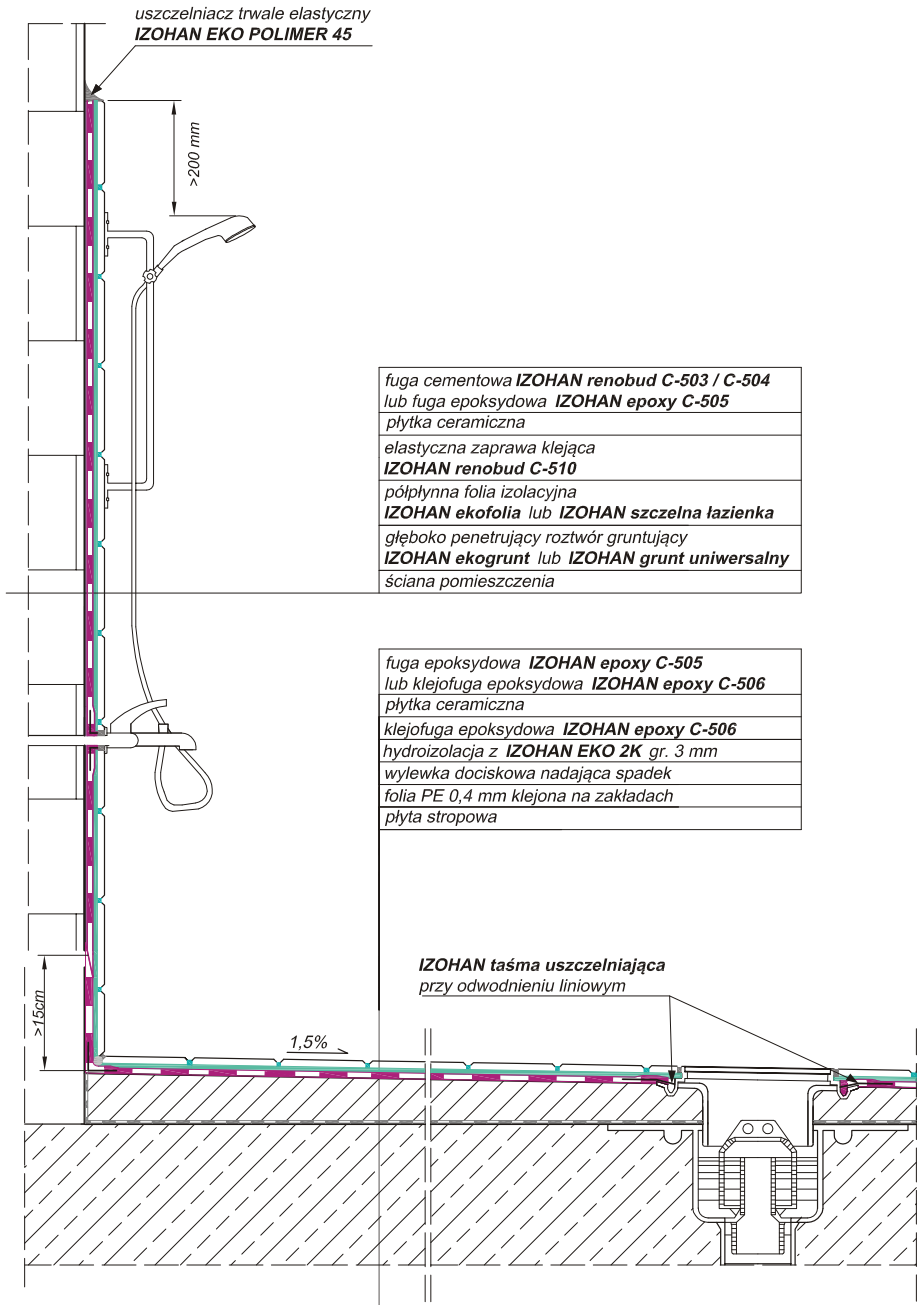 uszczelniacz trwale elastyczny
IZOHAN EKO POLIMER 45
>200 mm
fuga cementowa IZOHAN renobud C-503 / C-504
lub fuga epoksydowa IZOHAN epoxy C-505
płytka ceramiczna
elastyczna zaprawa klejąca
IZOHAN renobud C-510
półpłynna folia izolacyjna
IZOHAN ekofolia lub IZOHAN szczelna łazienka
głęboko penetrujący roztwór gruntujący
IZOHAN ekogrunt lub IZOHAN grunt uniwersalny
ściana pomieszczenia
fuga epoksydowa IZOHAN epoxy C-505
lub klejofuga epoksydowa IZOHAN epoxy C-506
płytka ceramiczna
klejofuga epoksydowa IZOHAN epoxy C-506
hydroizolacja z IZOHAN EKO 2K gr. 3 mm
wylewka dociskowa nadająca spadek
folia PE 0,4 mm klejona na zakładach
płyta stropowa
IZOHAN taśma uszczelniająca
przy odwodnieniu liniowym
>15cm
1,5%